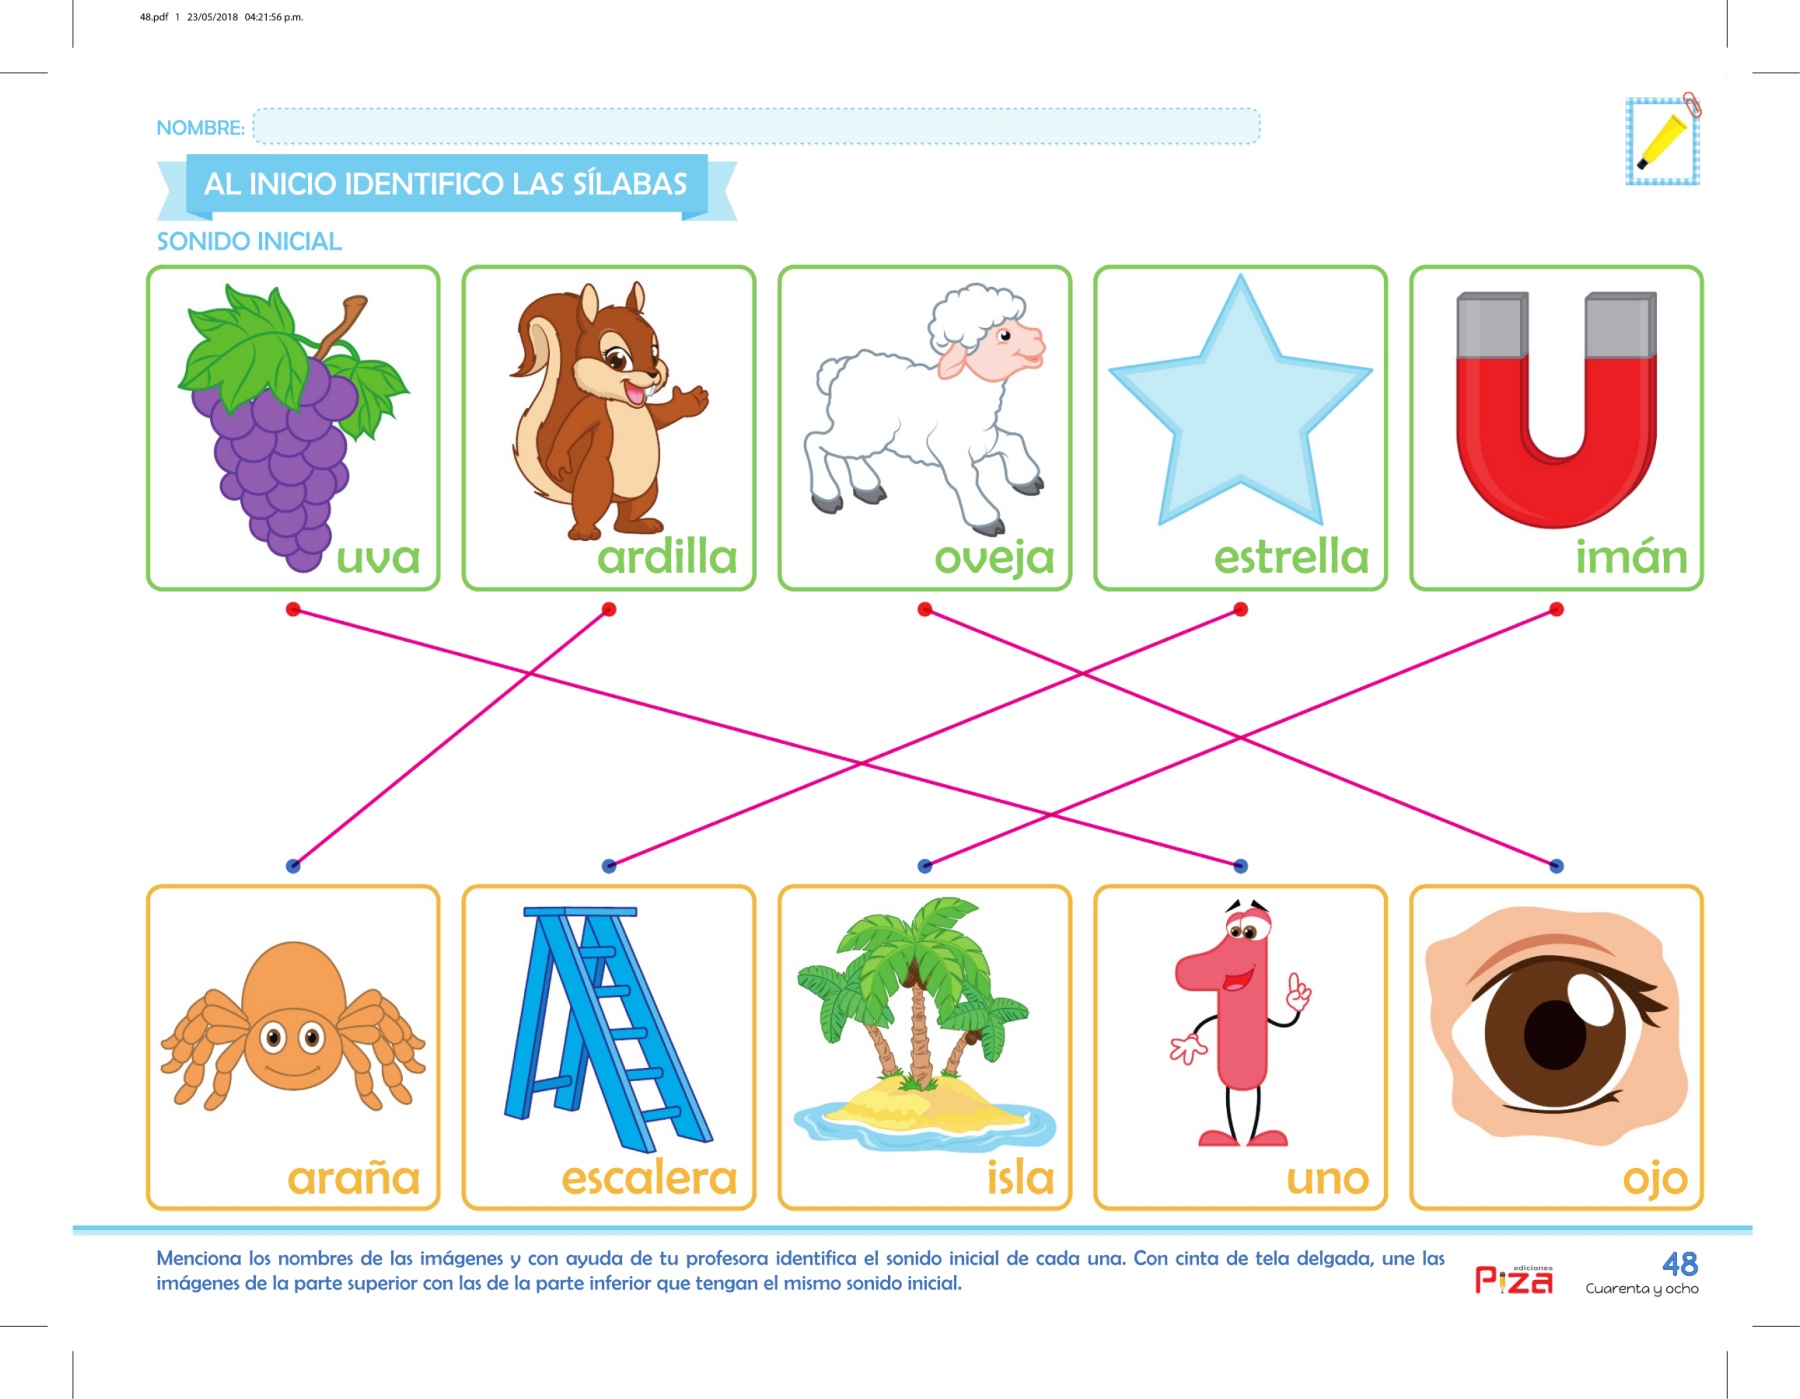 48.pdf 1 23/05/2018 04:21:56 p.m.
NOMBRE:
AL INICIO IDENTIFICO LAS SÍLABAS
SONIDO INICIAL
uva
ardilla
oveja
estrella
imán
araña
escalera
isla
uno
ojo
Menciona los nombres de las imágenes y con ayuda de tu profesora identifica el sonido inicial de cada una. Con cinta de tela delgada, une las
imágenes de la parte superior con las de la parte inferior que tengan el mismo sonido inicial.
ediciones
Piza
48
Cuarenta y ocho